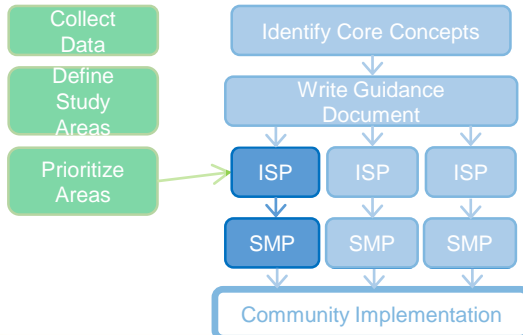 Collect
Data
Define
Study
Areas
Prioritize
Areas
Identify Core Concepts
Write Guidance
Document
ISP
ISP
ISP
SMP
SMP
SMP
Community Implementation